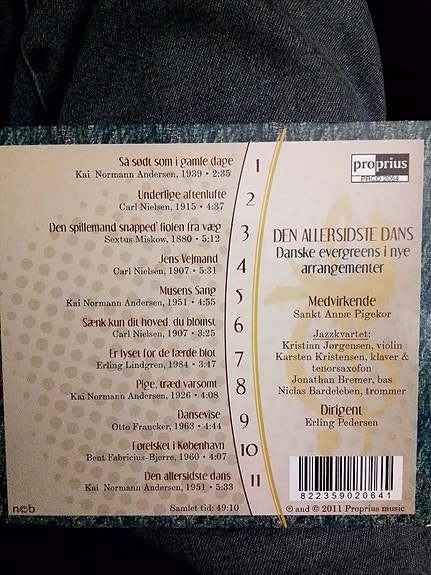 Så sødt som i gamle dage 1
Kai Normann Andersen, 1939 • 2:35
Underlige aftenlufte 2
Carl Nielsen, 1915 • 4:37
Den spillemand snapped fiolen fra væg 3
Sextus Miskow, 1880 • 5:12
Jens Vejmand 4
Carl Nielsen, 1907 • 5:31
Musens Sang 5
Kai Normann Andersen, 1951 • 4:55
Sænk kun dit hoved, du blomst 6
Carl Nielsen, 1907 • 3:25
Er lyset for de lærde blot 7
Erling Lindgren, 1984 • 3:47
Pige, træd varsomt 8
Kai Normann Andersen, 1926 • 4:08
Dansevise 9
Otto Francker, 1963 • 4:44
Forelsket i København 10
Bent Fabricius-Bjerre, 1960 • 4:07
Den allersidste dans 11
Kai Normann Andersen, 1951 • 5:33
Samlet tid: 49:10
ncb
proprius
PRCD 2064
DEN ALLERSIDSTE DANS
Danske evergreens i nye
arrangementer
Medvirkende
Sankt Annæ Pigekor
Jazzkvartet:
Kristian Jørgensen, violin
Karsten Kristensen, klaver &
tenorsaxofon
Jonathan Bremer, bas
Niclas Bardeleben, trommer
Dirigent
Erling Pedersen
822359020641
℗ and © 2011 Proprius music